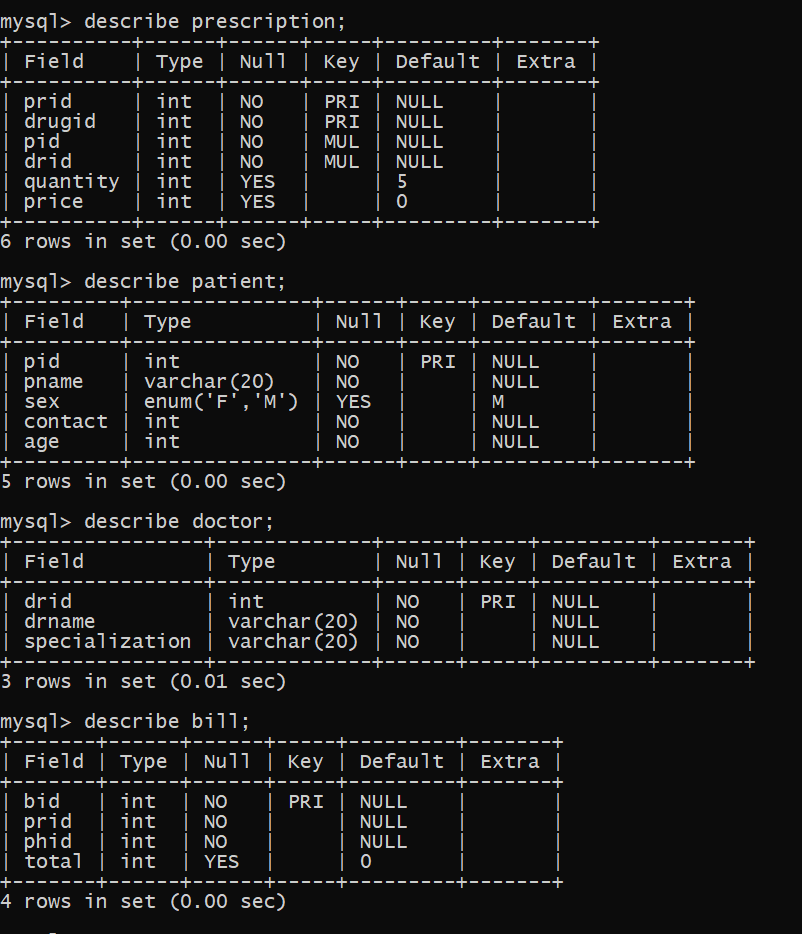 mysql> describe prescription;
+----------+------+------+-----+---------+-------+
| Field    | Type | Null | Key | Default | Extra |
+----------+------+------+-----+---------+-------+
| prid     | int  | NO   | PRI | NULL    |       |
| drugid   | int  | NO   | PRI | NULL    |       |
| pid      | int  | NO   | MUL | NULL    |       |
| drid     | int  | NO   | MUL | NULL    |       |
| quantity | int  | YES  |     | 5       |       |
| price    | int  | YES  |     | 0       |       |
+----------+------+------+-----+---------+-------+
6 rows in set (0.00 sec)

mysql> describe patient;
+---------+---------------+------+-----+---------+-------+
| Field   | Type          | Null | Key | Default | Extra |
+---------+---------------+------+-----+---------+-------+
| pid     | int           | NO   | PRI | NULL    |       |
| pname   | varchar(20)   | NO   |     | NULL    |       |
| sex     | enum('F','M') | YES  |     | M       |       |
| contact | int           | NO   |     | NULL    |       |
| age     | int           | NO   |     | NULL    |       |
+---------+---------------+------+-----+---------+-------+
5 rows in set (0.00 sec)

mysql> describe doctor;
+----------------+-------------+------+-----+---------+-------+
| Field          | Type        | Null | Key | Default | Extra |
+----------------+-------------+------+-----+---------+-------+
| drid           | int         | NO   | PRI | NULL    |       |
| drname         | varchar(20) | NO   |     | NULL    |       |
| specialization | varchar(20) | NO   |     | NULL    |       |
+----------------+-------------+------+-----+---------+-------+
3 rows in set (0.01 sec)

mysql> describe bill;
+-------+------+------+-----+---------+-------+
| Field | Type | Null | Key | Default | Extra |
+-------+------+------+-----+---------+-------+
| bid   | int  | NO   | PRI | NULL    |       |
| prid  | int  | NO   |     | NULL    |       |
| phid  | int  | NO   |     | NULL    |       |
| total | int  | YES  |     | 0       |       |
+-------+------+------+-----+---------+-------+
4 rows in set (0.00 sec)